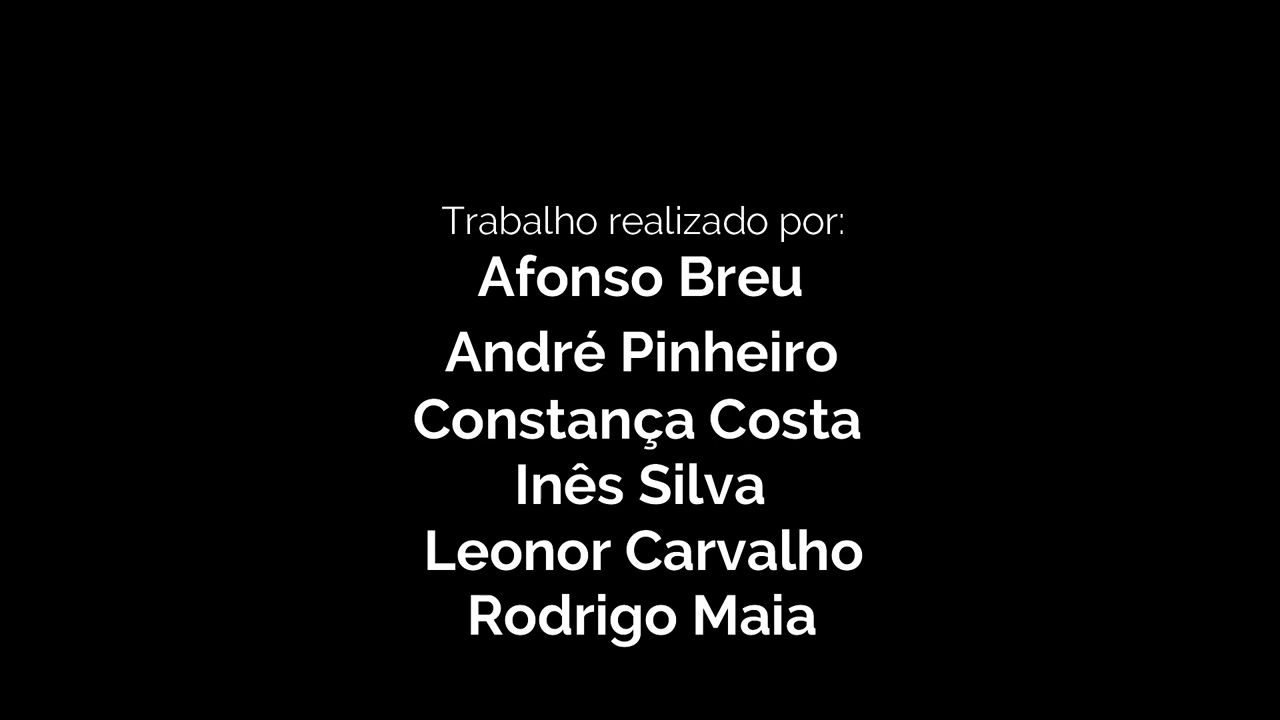 Trabalho realizado por:
Afonso Breu
André Pinheiro
Constança Costa
Inês Silva
Leonor Carvalho
Rodrigo Maia